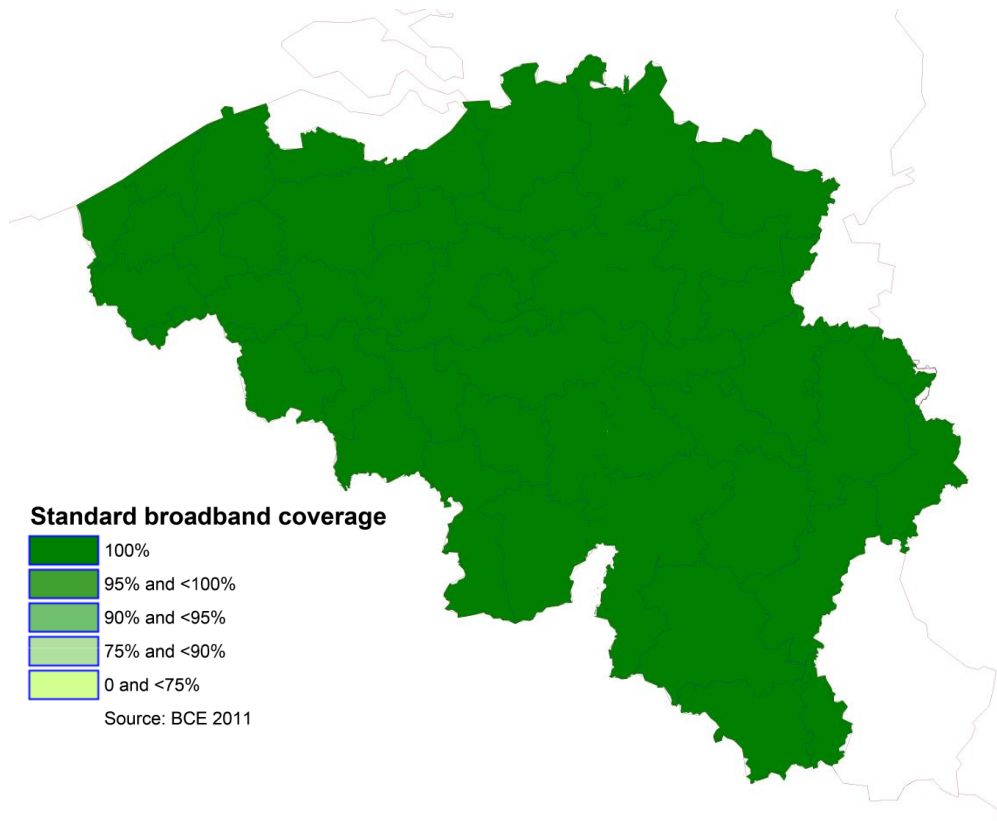 Standard broadband coverage
100%
95% and <100%
90% and <95%
75% and <90%
0 and <75%
Source: BCE 2011